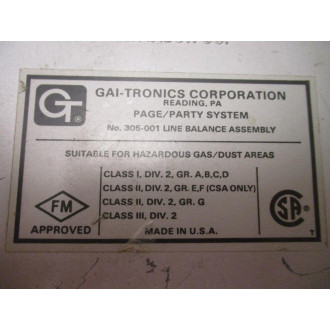 GT®
GAI-TRONICS CORPORATION
READING, PA
PAGE/PARTY SYSTEM
No. 305-001 LINE BALANCE ASSEMBLY
SUITABLE FOR HAZARDOUS GAS/DUST AREAS
CLASS I, DIV. 2, GR. A,B,C,D
CLASS II, DIV. 2, GR. E,F (CSA ONLY)
CLASS II, DIV. 2, GR. G
CLASS III, DIV. 2
FM
APPROVED
MADE IN U.S.A.
SA
T